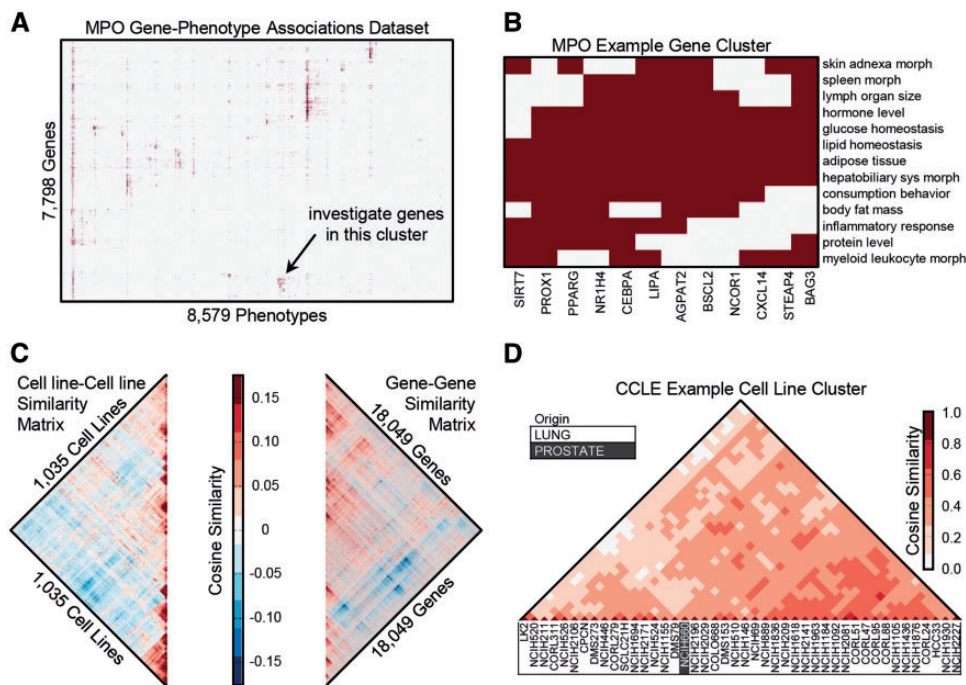 A
MPO Gene-Phenotype Associations Dataset
7,798 Genes
investigate genes
in this cluster
8,579 Phenotypes
B
MPO Example Gene Cluster
skin adnexa morph
spleen morph
lymph organ size
hormone level
glucose homeostasis
lipid homeostasis
adipose tissue
hepatobiliary sys morph
consumption behavior
body fat mass
inflammatory response
protein level
myeloid leukocyte morph
SIRT7
PROX1
PPARG
NR1H4
CEBPA
LIPA
AGPAT2
BSCL2
NCOR1
CXCL14
STEAP4
BAG3
C
Cell line-Cell line
Similarity
Matrix
1,035 Cell Lines
1,035 Cell Lines
Cosine Similarity
0.15
0.10
0.05
0
-0.05
-0.10
-0.15
Gene-Gene
Similarity
Matrix
18,049 Genes
18,049 Genes
D
CCLE Example Cell Line Cluster
Origin
LUNG
PROSTATE
Cosine Similarity
1.0
0.8
0.6
0.4
0.2
0.0
LK2
NCIH520
NCIH211
CORL311
NCIH526
NCIH2106
CPCN
DMS273
NCIH446
CORL279
SCLC21H
NCIH1694
NCIH2171
NCIH524
NCIH1155
DMS79
NCIH2196
NCIH2029
COLO668
DMS153
NCIH510
NCIH146
NCIH69
NCIH889
NCIH1836
NCIH209
NCIH1618
NCIH2141
NCIH1963
NCIH1184
NCIH1092
NCIH2081
CORL51
CORL47
CORL95
CORL88
NCIH1105
NCIH1436
NCIH1876
CORL24
HCC33
NCIH1930
NCIH2227